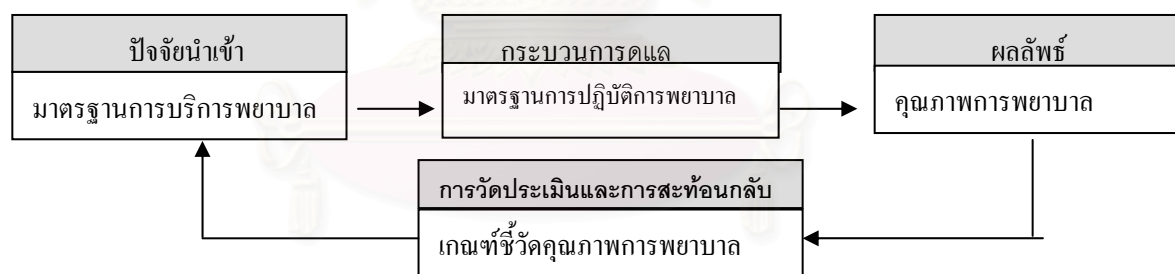 ปัจจัยนำเข้า
มาตรฐานการบริการพยาบาล
กระบวนการดูแล
มาตรฐานการปฏิบัติการพยาบาล
ผลลัพธ์
คุณภาพการพยาบาล
การวัดประเมินและการสะท้อนกลับ
เกณฑ์ชี้วัดคุณภาพการพยาบาล